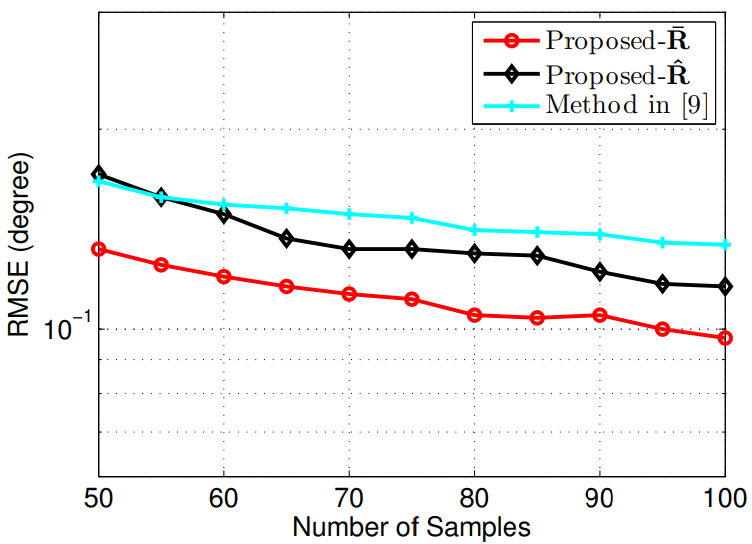 Proposed-R̄
Proposed-R̂
Method in [9]
RMSE (degree)
10⁻¹
50 60 70 80 90 100
Number of Samples